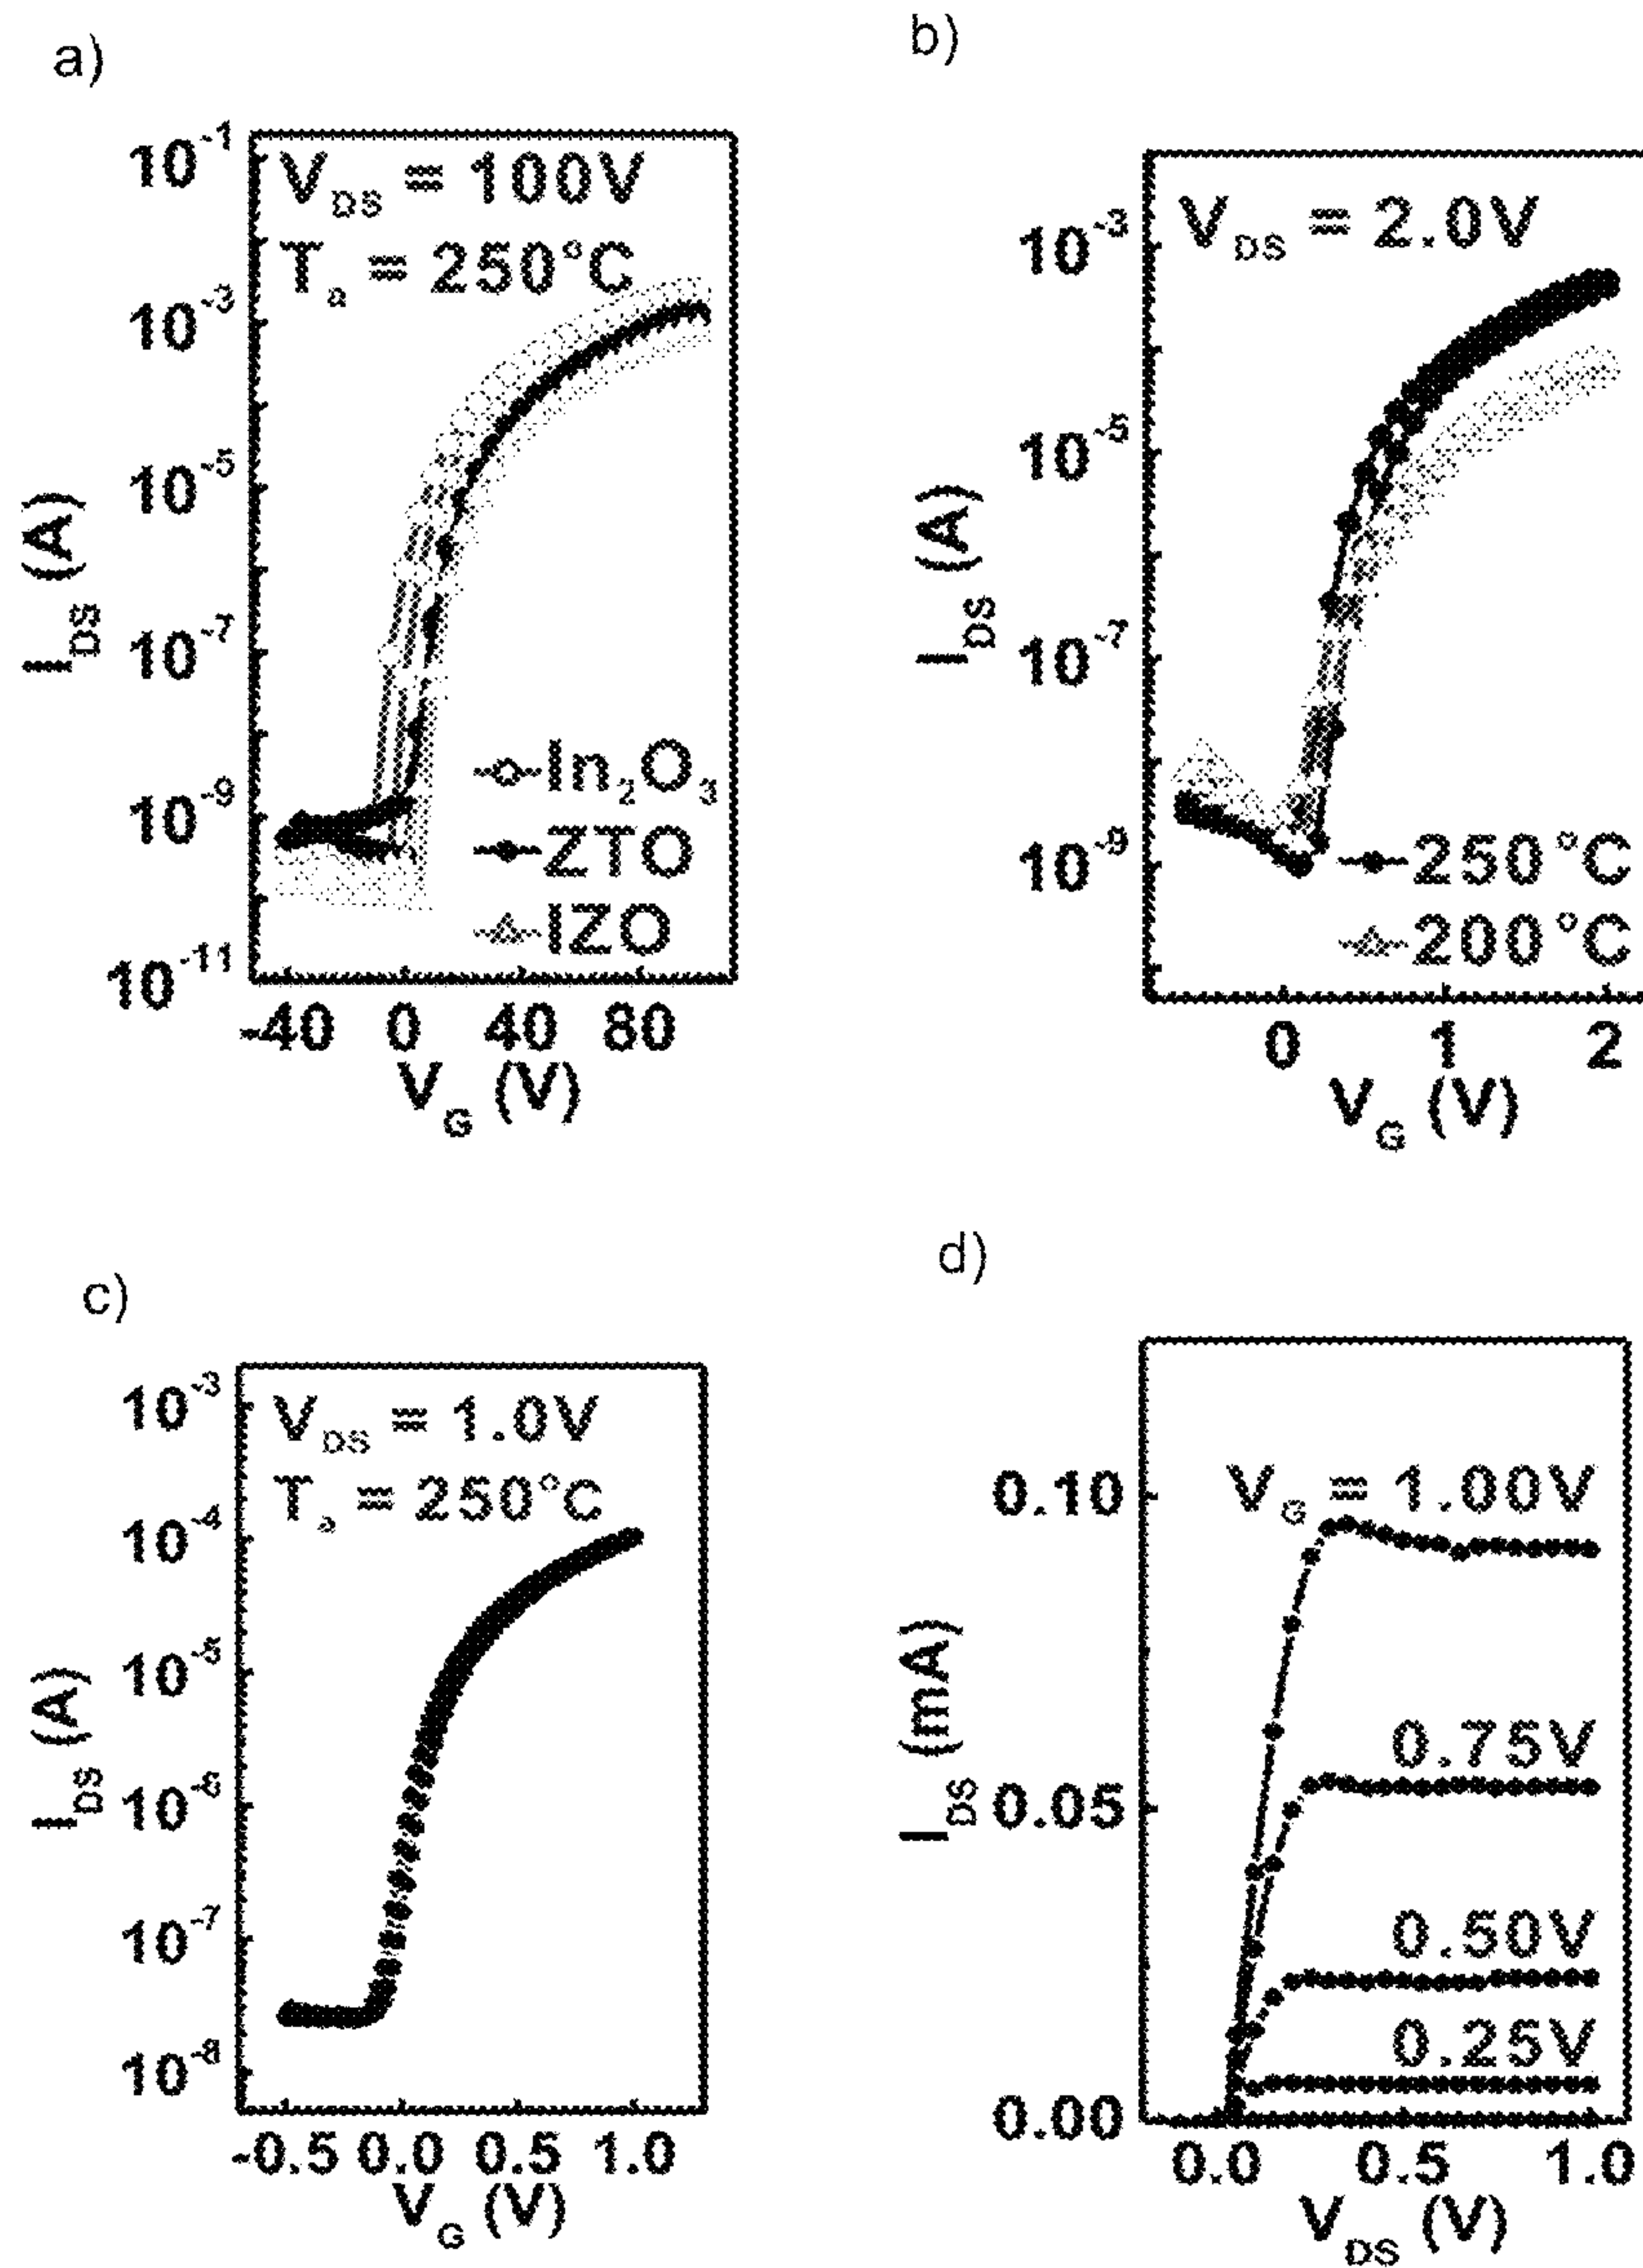 a)
10⁻¹
10⁻³
10⁻⁵
10⁻⁷
10⁻⁹
10⁻¹¹
I_DS (A)
V_DS = 100V
T_a = 250°C
In₂O₃
ZTO
IZO
-40 0 40 80
V_G (V)
b)
10⁻³
10⁻⁵
10⁻⁷
10⁻⁹
I_DS (A)
V_DS = 2.0V
250°C
200°C
0 1 2
V_G (V)
c)
10⁻³
10⁻⁴
10⁻⁵
10⁻⁶
10⁻⁷
10⁻⁸
I_DS (A)
V_DS = 1.0V
T_a = 250°C
-0.5 0.0 0.5 1.0
V_G (V)
d)
0.10
0.05
0.00
I_DS (mA)
V_G = 1.00V
0.75V
0.50V
0.25V
0.0 0.5 1.0
V_DS (V)